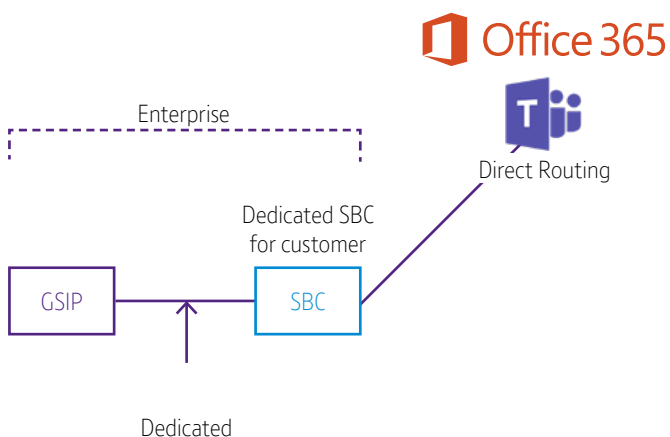 Office 365
T
Enterprise
Direct Routing
Dedicated SBC
for customer
GSIP
SBC
Dedicated